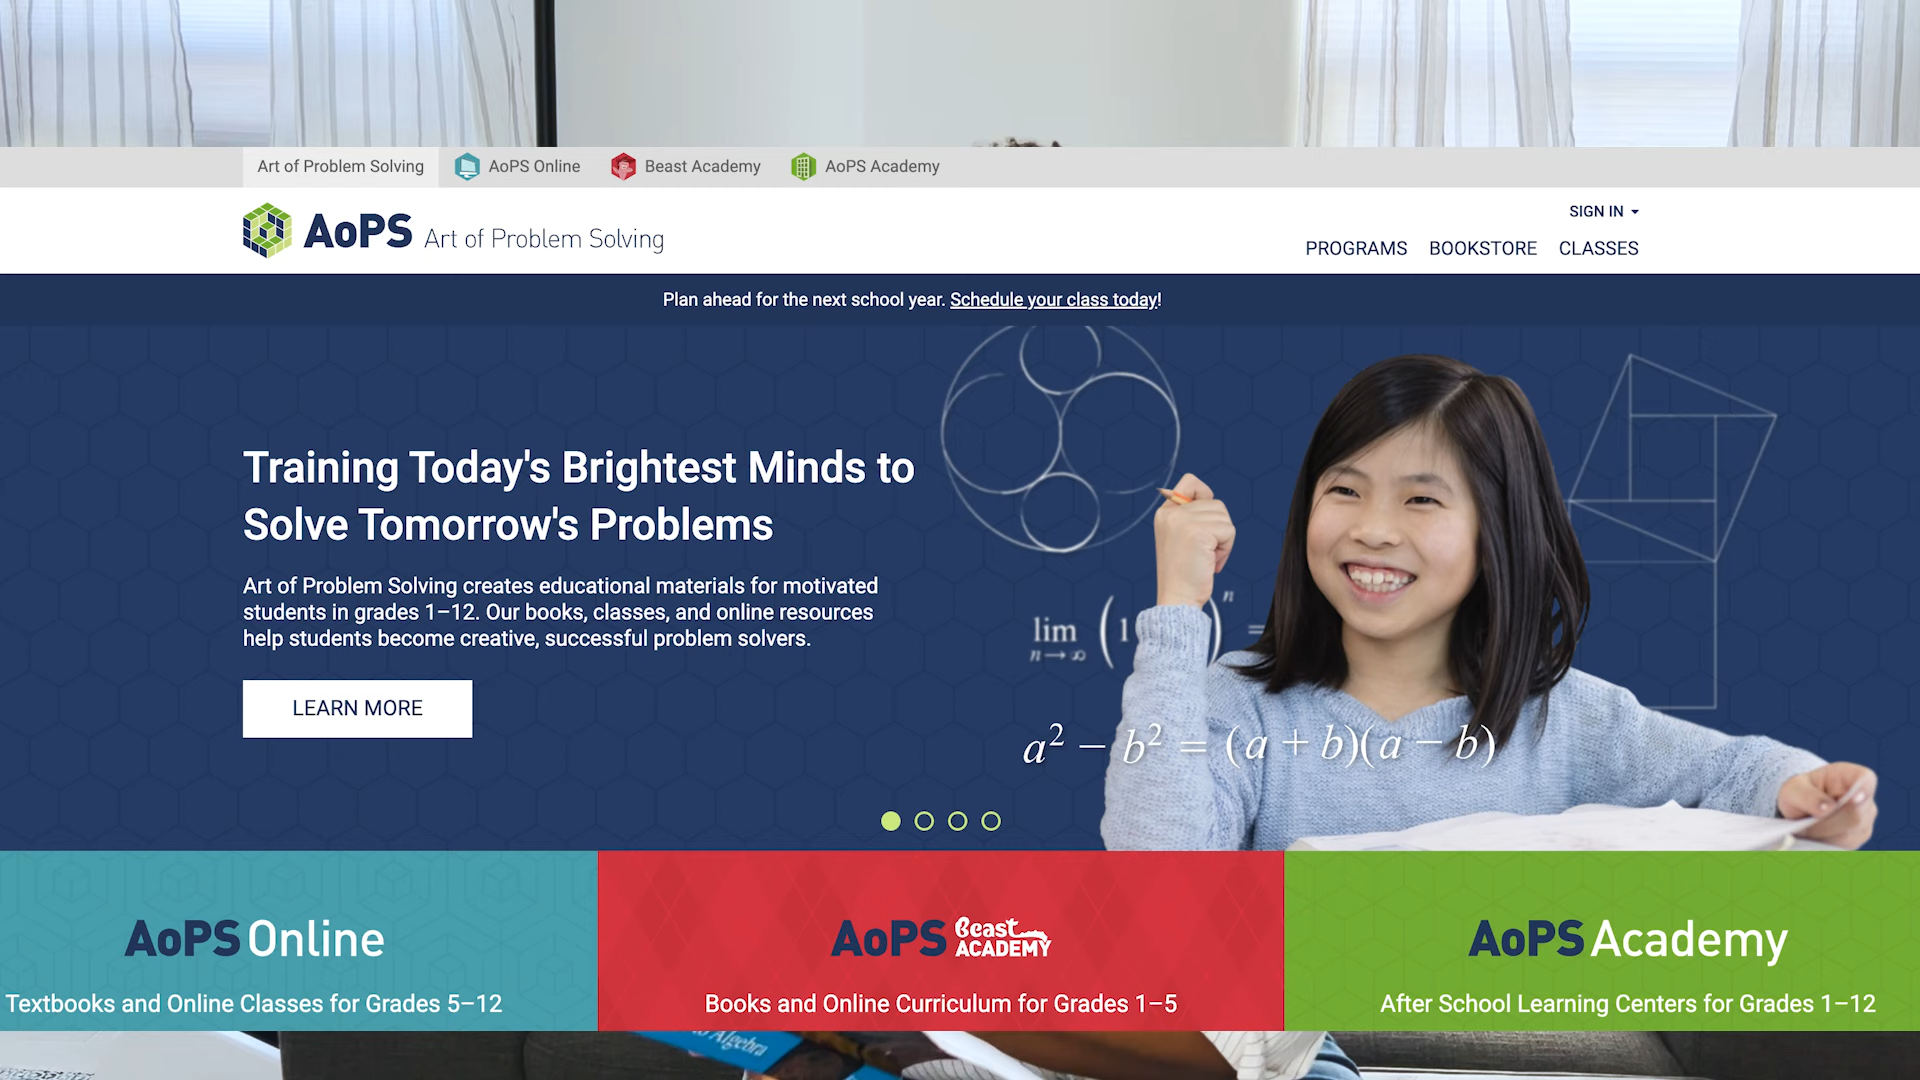 Art of Problem Solving
AoPS Online
Beast Academy
AoPS Academy
AoPS Art of Problem Solving
SIGN IN
PROGRAMS BOOKSTORE CLASSES
Plan ahead for the next school year. Schedule your class today!
Training Today's Brightest Minds to
Solve Tomorrow's Problems
Art of Problem Solving creates educational materials for motivated
students in grades 1–12. Our books, classes, and online resources
help students become creative, successful problem solvers.
LEARN MORE
lim n→∞ (1 )ⁿ =
a² − b² = (a + b)(a − b)
AoPS Online
Textbooks and Online Classes for Grades 5–12
AoPS Beast ACADEMY
Books and Online Curriculum for Grades 1–5
AoPS Academy
After School Learning Centers for Grades 1–12
Algebra